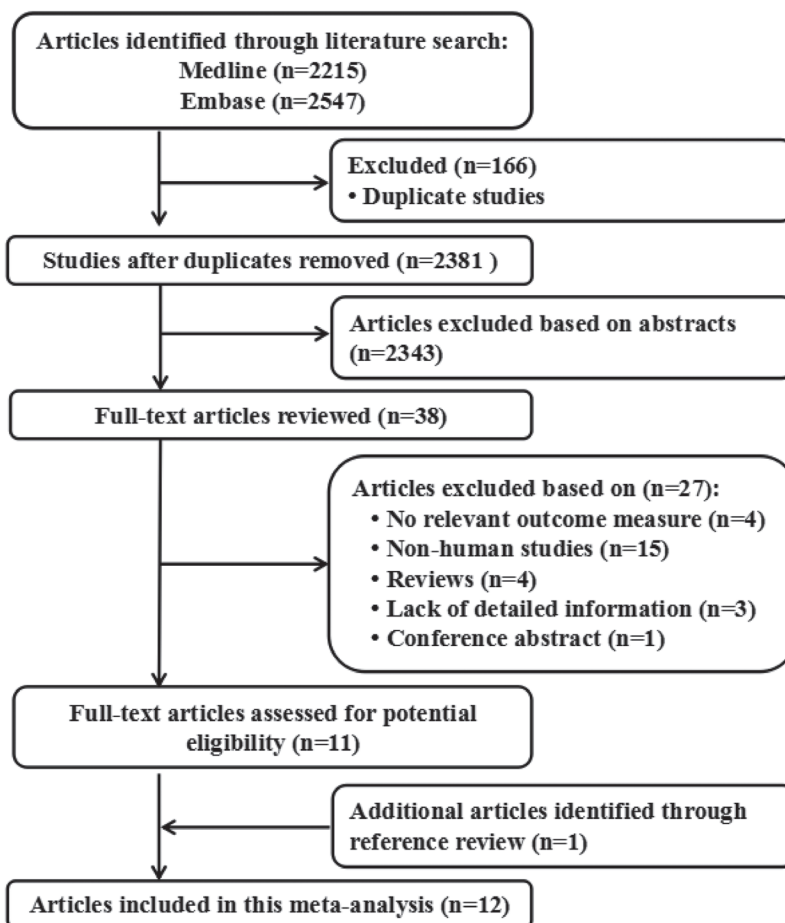 Articles identified through literature search:
Medline (n=2215)
Embase (n=2547)
Excluded (n=166)
• Duplicate studies
Studies after duplicates removed (n=2381 )
Articles excluded based on abstracts
(n=2343)
Full-text articles reviewed (n=38)
Articles excluded based on (n=27):
• No relevant outcome measure (n=4)
• Non-human studies (n=15)
• Reviews (n=4)
• Lack of detailed information (n=3)
• Conference abstract (n=1)
Full-text articles assessed for potential
eligibility (n=11)
Additional articles identified through
reference review (n=1)
Articles included in this meta-analysis (n=12)